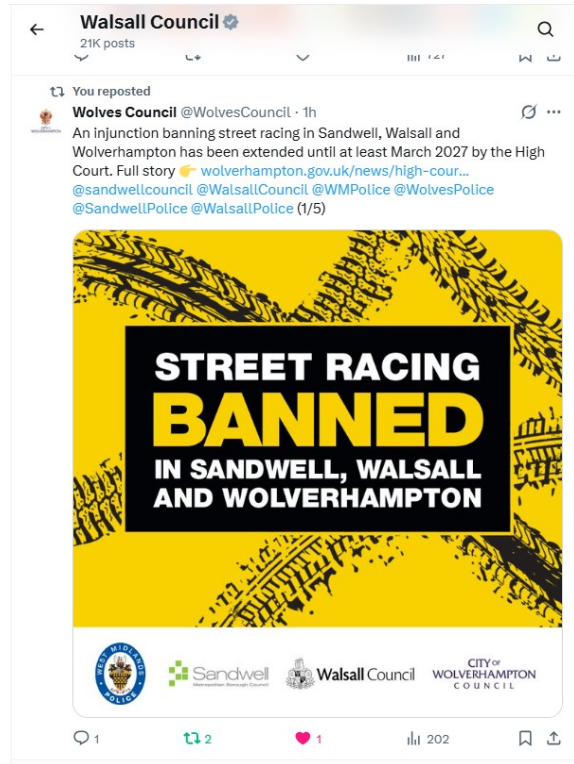 Walsall Council
21K posts
You reposted
Wolves Council @WolvesCouncil · 1h
An injunction banning street racing in Sandwell, Walsall and
Wolverhampton has been extended until at least March 2027 by the High
Court. Full story 👉 wolverhampton.gov.uk/news/high-cour...
@sandwellcouncil @WalsallCouncil @WMPolice @WolvesPolice
@SandwellPolice @WalsallPolice (1/5)
STREET RACING
BANNED
IN SANDWELL, WALSALL
AND WOLVERHAMPTON
WEST MIDLANDS POLICE
Sandwell
Metropolitan Borough Council
Walsall Council
CITY OF
WOLVERHAMPTON
COUNCIL
1 2 1 202